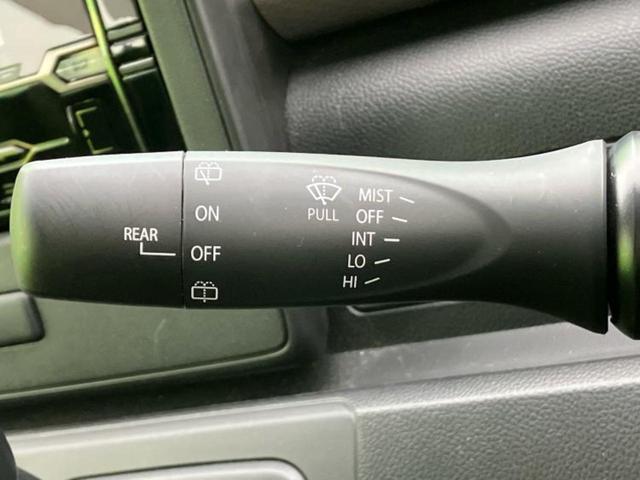 REAR
ON
OFF
PULL
MIST
OFF
INT
LO
HI